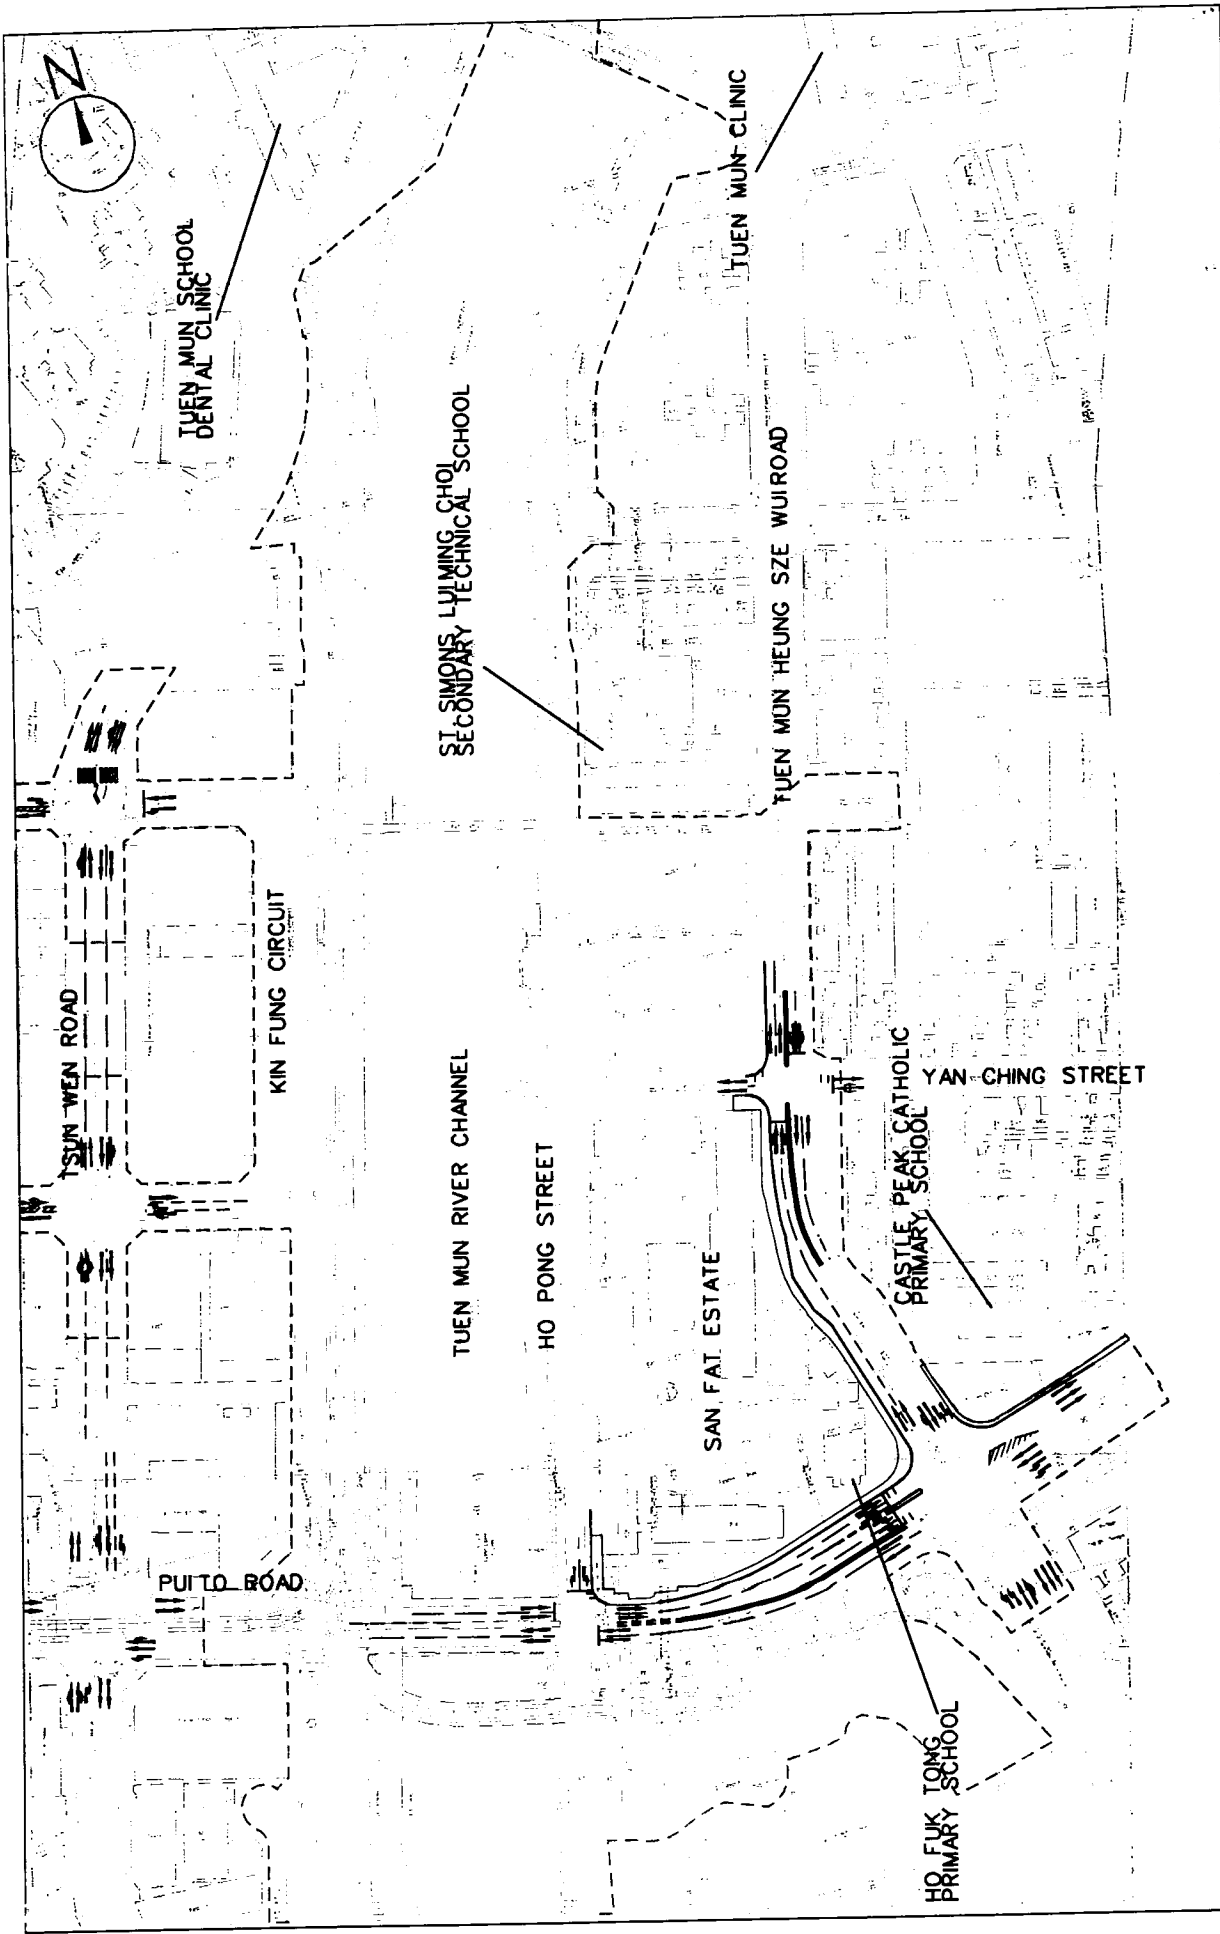 N
TUEN MUN SCHOOL
DENTAL CLINIC
TUEN MUN CLINIC
ST SIMONS LUI MING CHOI
SECONDARY TECHNICAL SCHOOL
TUEN MUN HEUNG SZE WUI ROAD
TSUN WEN ROAD
KIN FUNG CIRCUIT
TUEN MUN RIVER CHANNEL
HO PONG STREET
SAN FAT ESTATE
CASTLE PEAK CATHOLIC
PRIMARY SCHOOL
YAN CHING STREET
PUI TO ROAD
HO FUK TONG
PRIMARY SCHOOL